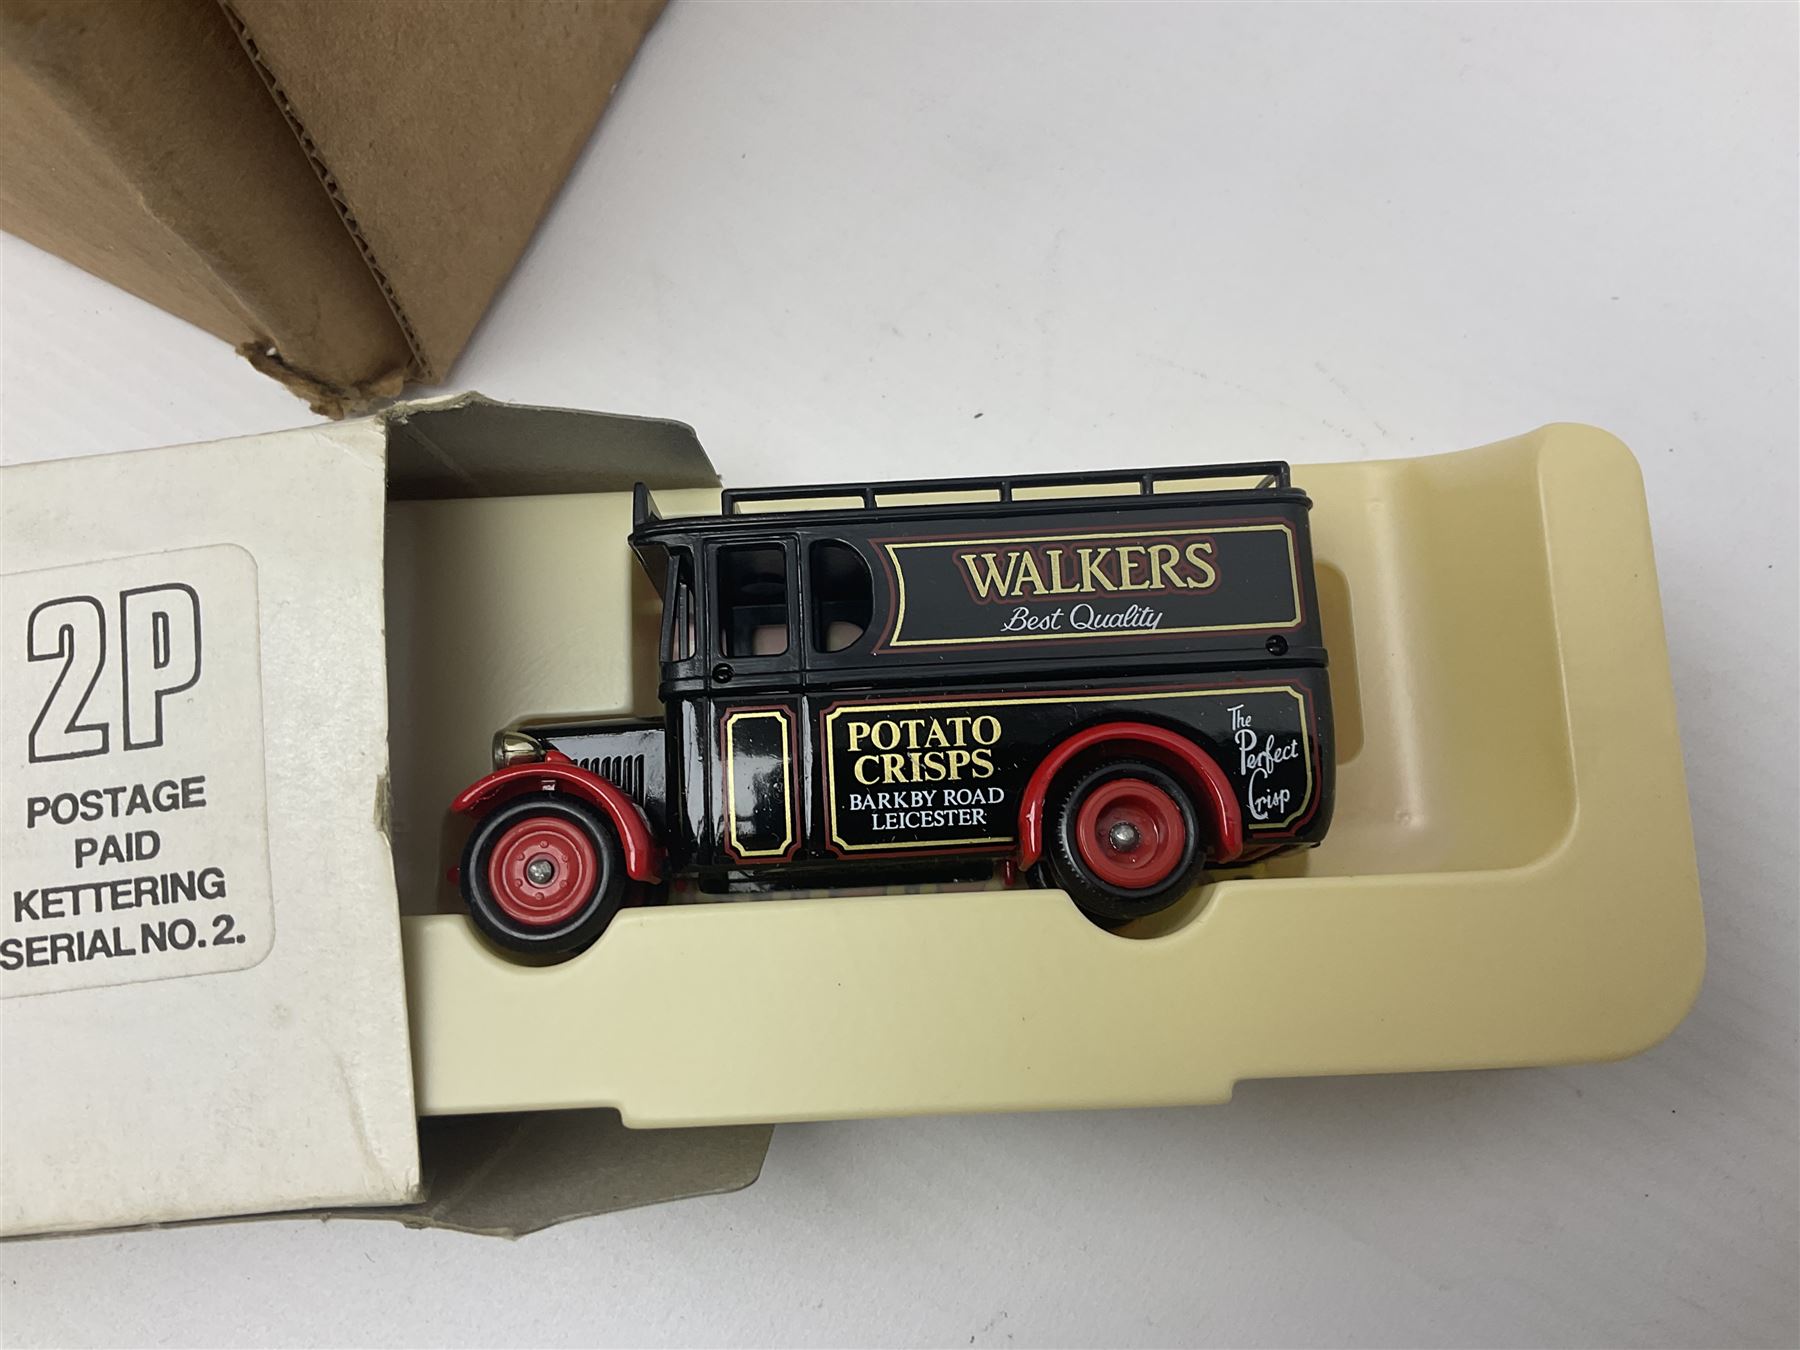 2P
POSTAGE
PAID
KETTERING
SERIAL NO. 2.
WALKERS
Best Quality
POTATO
CRISPS
BARKBY ROAD
LEICESTER
The
Perfect
Crisp